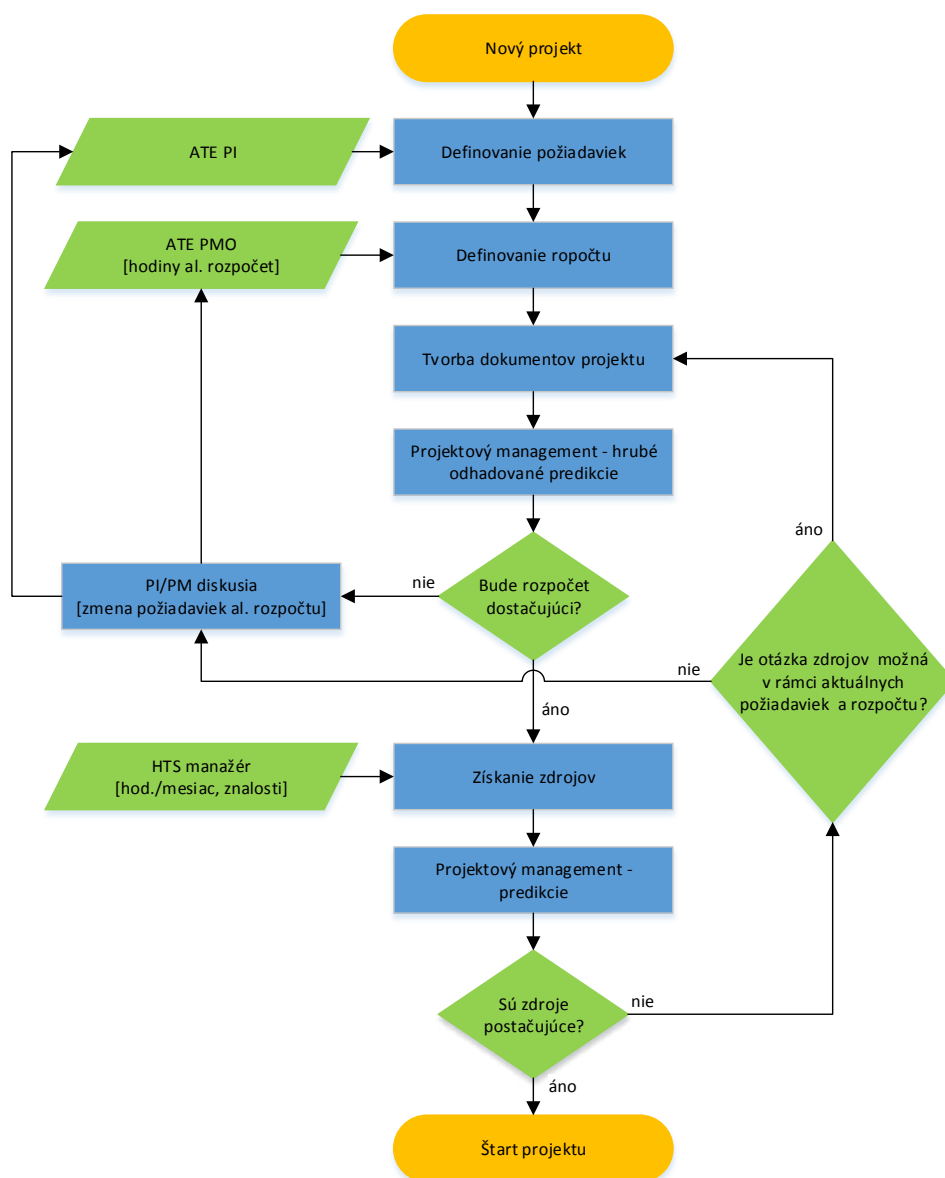 Nový projekt
ATE PI
Definovanie požiadaviek
ATE PMO
[hodiny al. rozpočet]
Definovanie ropočtu
Tvorba dokumentov projektu
Projektový management - hrubé
odhadované predikcie
áno
nie
Bude rozpočet
dostačujúci?
PI/PM diskusia
[zmena požiadaviek al. rozpočtu]
nie
Je otázka zdrojov možná
v rámci aktuálnych
požiadaviek a rozpočtu?
áno
HTS manažér
[hod./mesiac, znalosti]
Získanie zdrojov
Projektový management -
predikcie
Sú zdroje
postačujúce?
nie
áno
Štart projektu